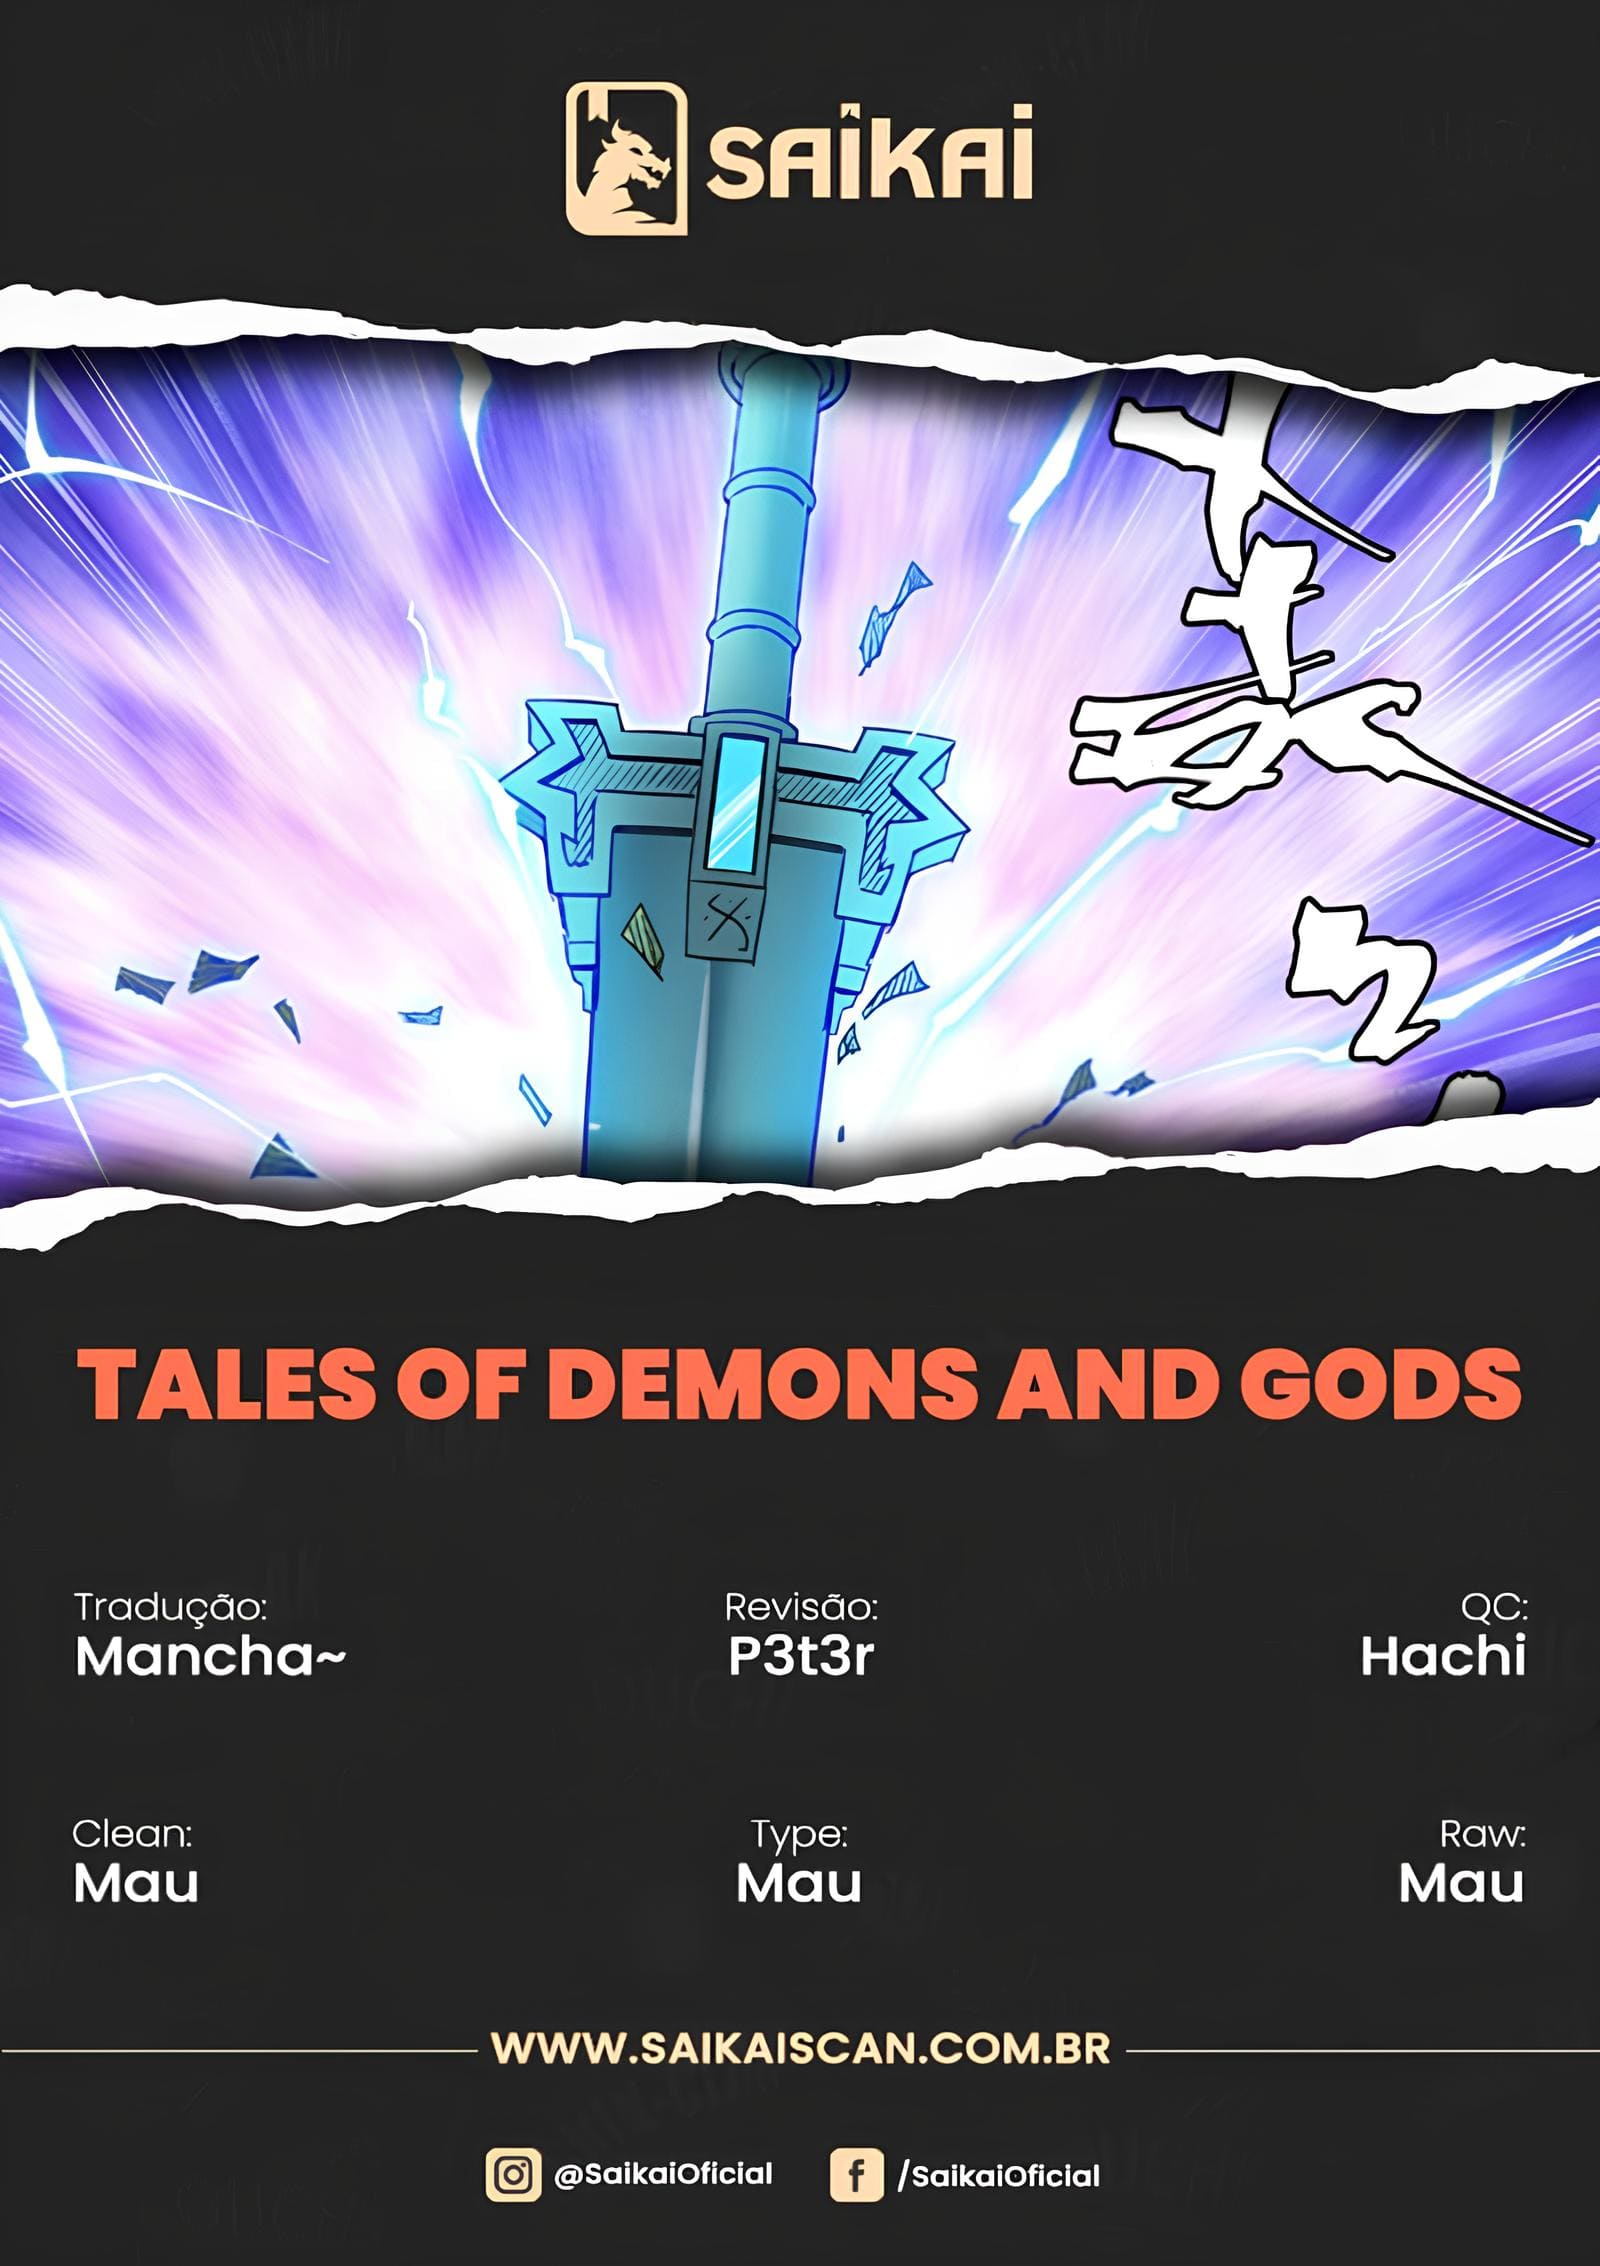 SAIKAI
TALES OF DEMONS AND GODS
Tradução:
Mancha~
Revisão:
P3t3r
QC:
Hachi
Clean:
Mau
Type:
Mau
Raw:
Mau
WWW.SAIKAISCAN.COM.BR
@SaikaiOficial
/SaikaiOficial